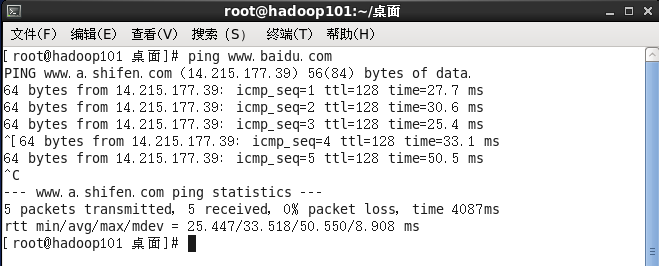 root@hadoop101:~/桌面
文件(F) 编辑(E) 查看(V) 搜索 (S) 终端(T) 帮助(H)
[root@hadoop101 桌面]# ping www.baidu.com
PING www.a.shifen.com (14.215.177.39) 56(84) bytes of data.
64 bytes from 14.215.177.39: icmp_seq=1 ttl=128 time=27.7 ms
64 bytes from 14.215.177.39: icmp_seq=2 ttl=128 time=30.6 ms
64 bytes from 14.215.177.39: icmp_seq=3 ttl=128 time=25.4 ms
^[64 bytes from 14.215.177.39: icmp_seq=4 ttl=128 time=33.1 ms
64 bytes from 14.215.177.39: icmp_seq=5 ttl=128 time=50.5 ms
^C
--- www.a.shifen.com ping statistics ---
5 packets transmitted, 5 received, 0% packet loss, time 4087ms
rtt min/avg/max/mdev = 25.447/33.518/50.550/8.908 ms
[root@hadoop101 桌面]#